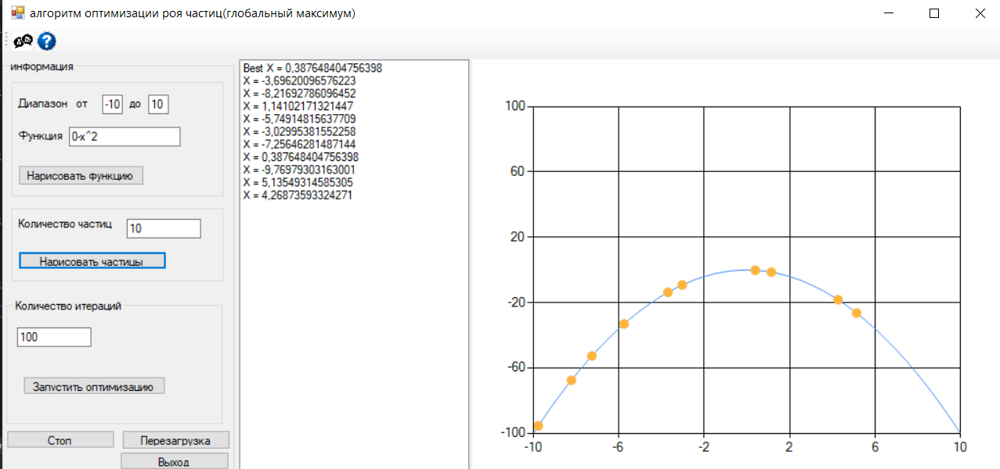 алгоритм оптимизации роя частиц(глобальный максимум)
информация
Диапазон от -10 до 10
Функция 0-x^2
Нарисовать функцию
Количество частиц 10
Нарисовать частицы
Количество итераций
100
Запустить оптимизацию
Стоп
Перезагрузка
Выход
Best X = 0,387648404756398
X = -3,69620096576223
X = -8,21692786096452
X = 1,14102171321447
X = -5,74914815637709
X = -3,02995381552258
X = -7,25646281487144
X = 0,387648404756398
X = -9,76979303163001
X = 5,13549314585305
X = 4,26873593324271
100
60
20
-20
-60
-100
-10 -6 -2 2 6 10